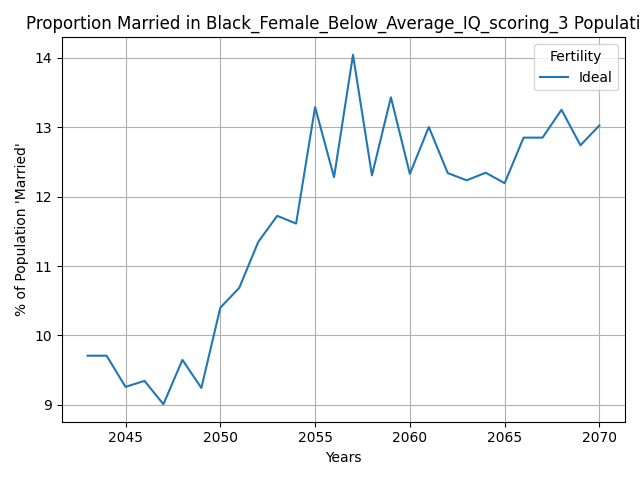 Proportion Married in Black_Female_Below_Average_IQ_scoring_3 Populati
Fertility
Ideal
% of Population 'Married'
14
13
12
11
10
9
2045 2050 2055 2060 2065 2070
Years